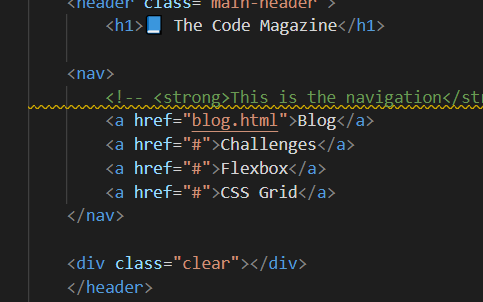 <header class="main-header">
<h1>📘 The Code Magazine</h1>
<nav>
<!-- <strong>This is the navigation</str
<a href="blog.html">Blog</a>
<a href="#">Challenges</a>
<a href="#">Flexbox</a>
<a href="#">CSS Grid</a>
</nav>
<div class="clear"></div>
</header>